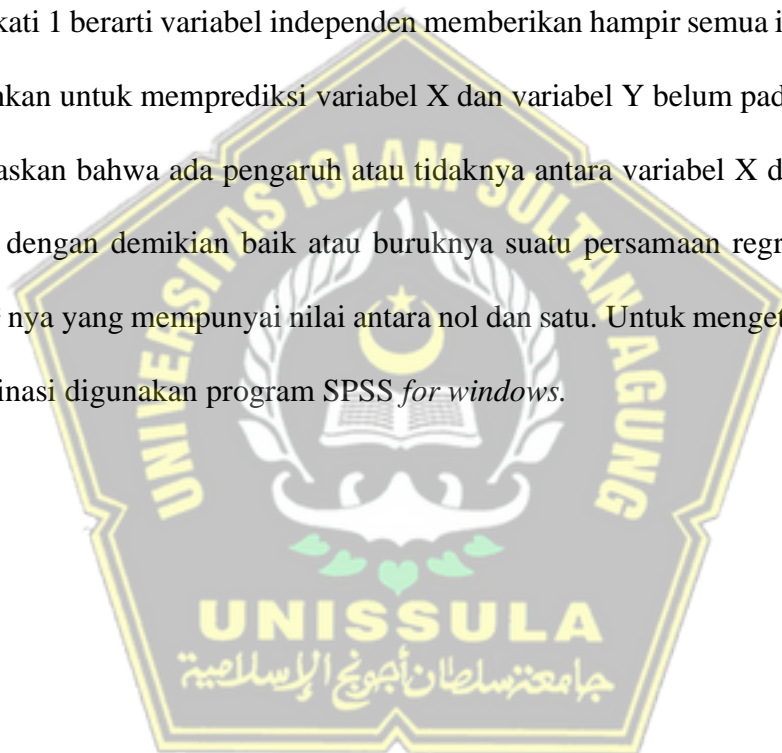 kati 1 berarti variabel independen memberikan hampir semua i
nkan untuk memprediksi variabel X dan variabel Y belum pad
askan bahwa ada pengaruh atau tidaknya antara variabel X d
dengan demikian baik atau buruknya suatu persamaan regr
nya yang mempunyai nilai antara nol dan satu. Untuk menget
inasi digunakan program SPSS for windows.
UNIVERSITAS ISLAM SULTAN AGUNG
UNISSULA
جامعة سلطان أجونج الإسلامية